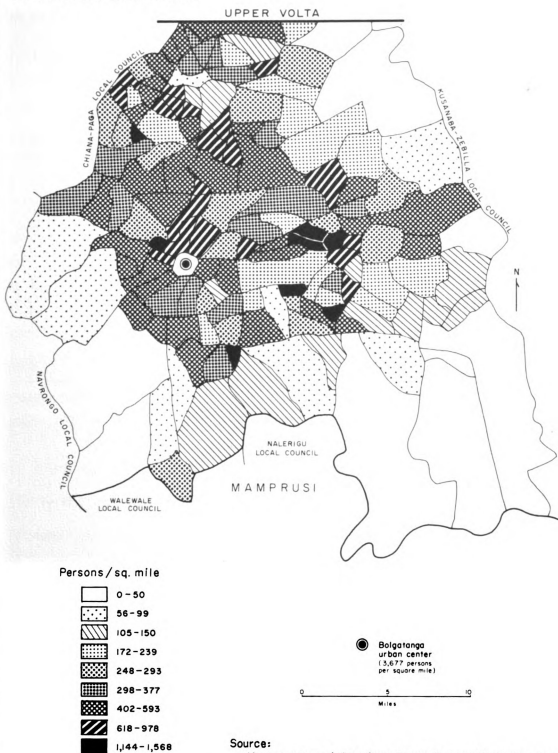 UPPER VOLTA
CHIANA-PAGA LOCAL COUNCIL
KUSANABA-ZEBILLA LOCAL COUNCIL
N
NAVRONGO LOCAL COUNCIL
NALERIGU
LOCAL COUNCIL
MAMPRUSI
WALEWALE
LOCAL COUNCIL
Persons/sq. mile
0-50
56-99
105-150
172-239
248-293
298-377
402-593
618-978
1,144-1,568
Bolgatanga
urban center
(3,677 persons
per square mile)
0 5 10
Miles
Source: